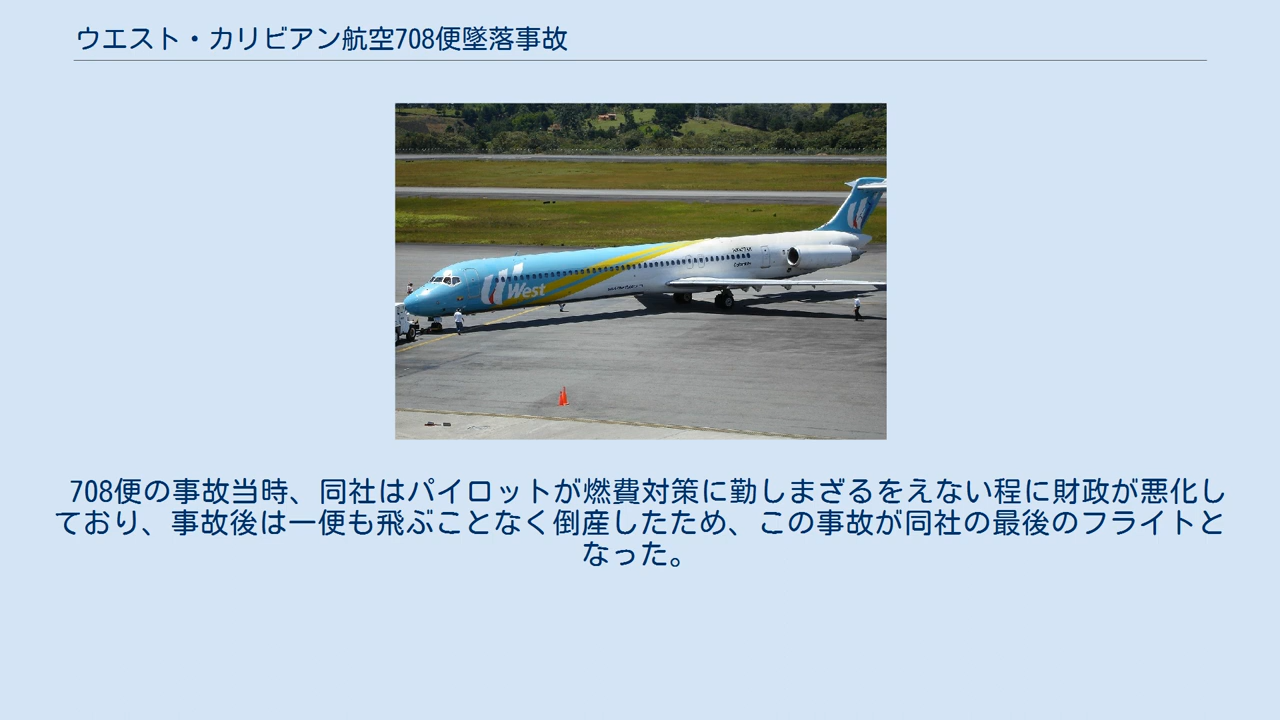 ウエスト・カリビアン航空708便墜落事故
West
708便の事故当時、同社はパイロットが燃費対策に勤しまざるをえない程に財政が悪化し
ており、事故後は一便も飛ぶことなく倒産したため、この事故が同社の最後のフライトと
なった。